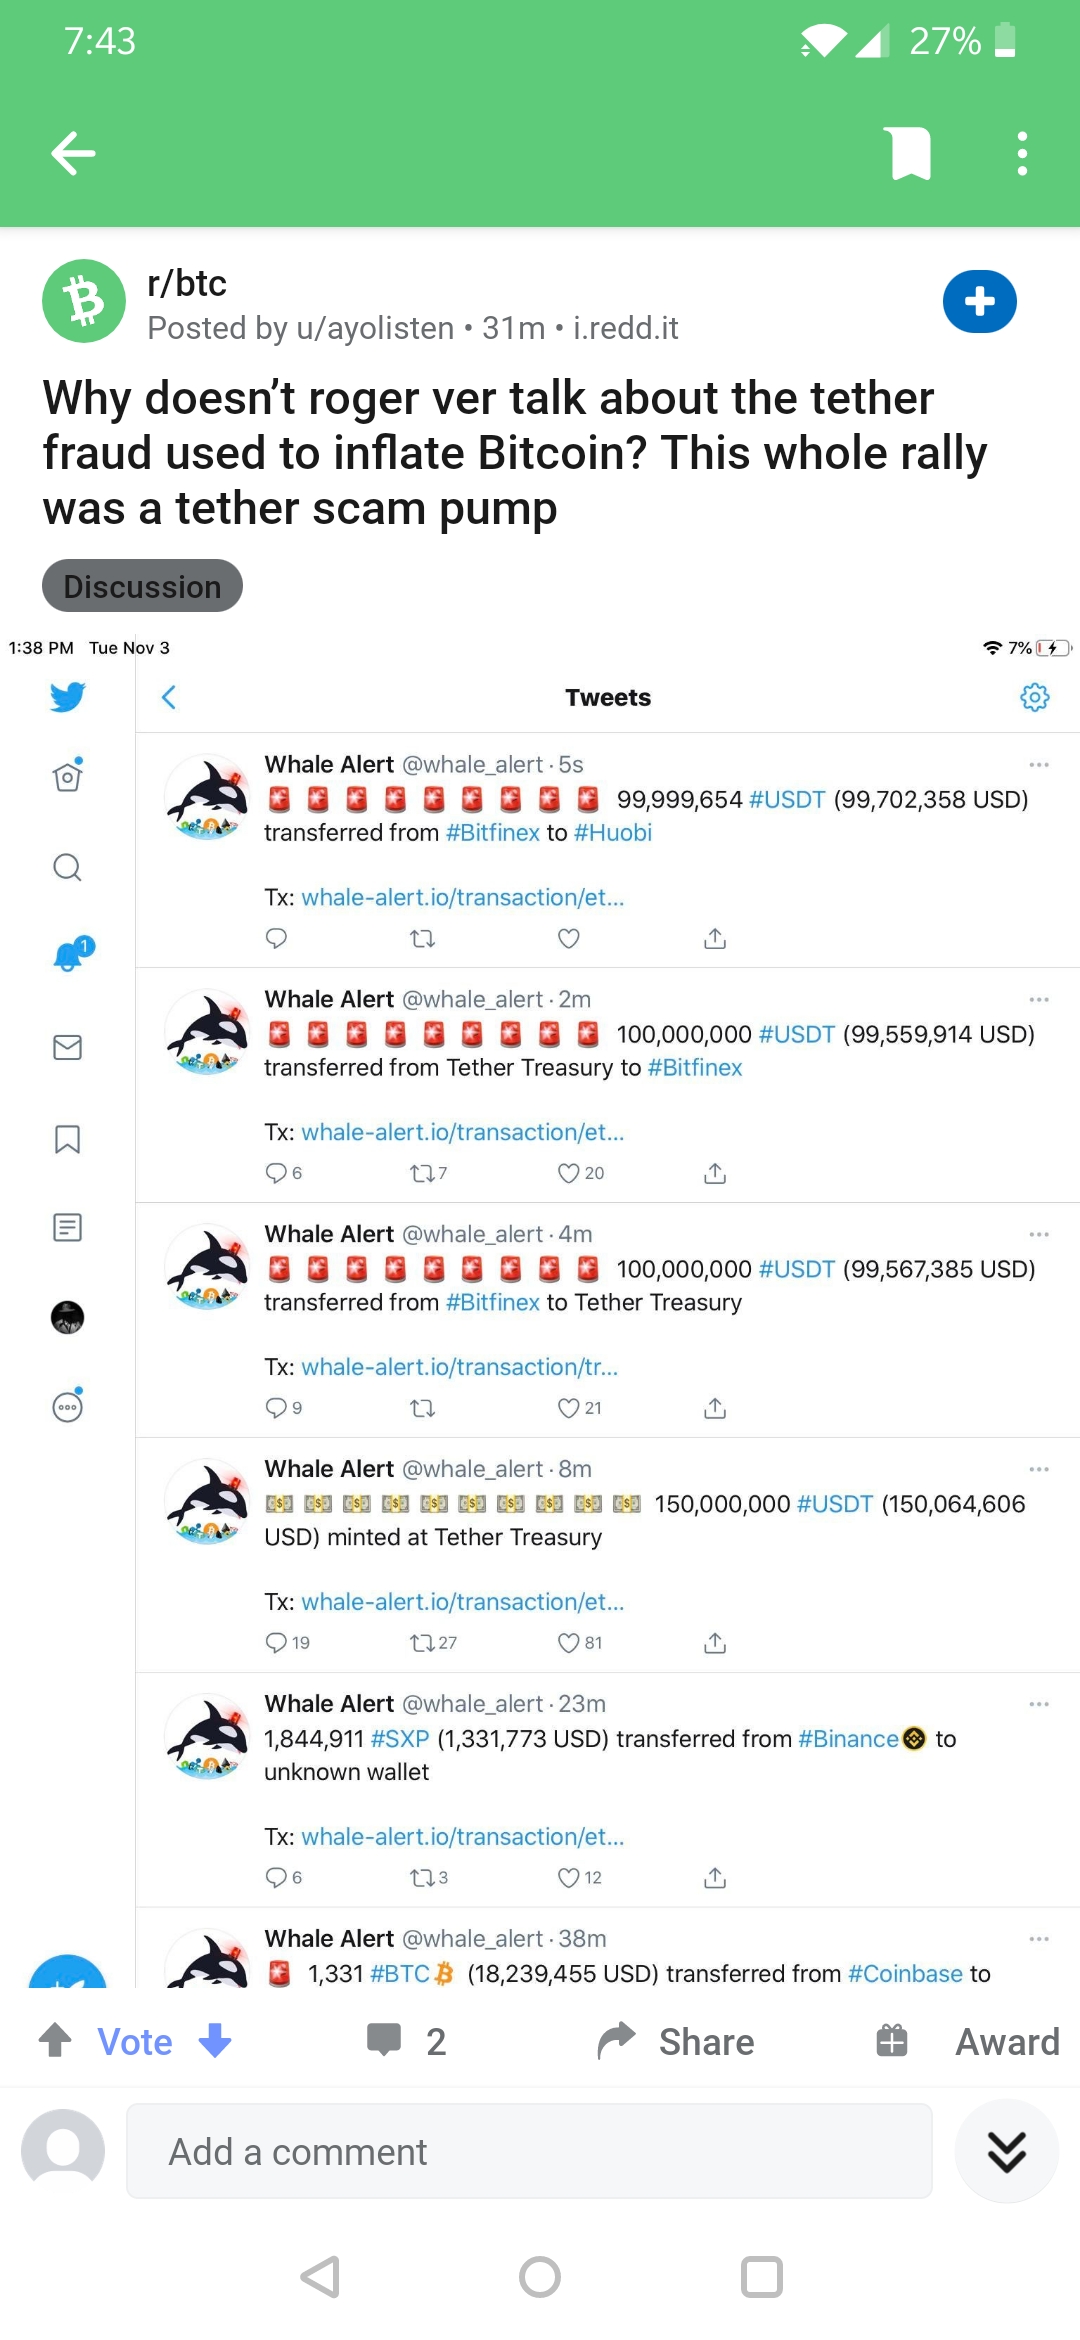 7:43
27%
r/btc
Posted by u/ayolisten • 31m • i.redd.it
Why doesn't roger ver talk about the tether
fraud used to inflate Bitcoin? This whole rally
was a tether scam pump
Discussion
1:38 PM Tue Nov 3
7%
Tweets
Whale Alert @whale_alert · 5s
🚨 🚨 🚨 🚨 🚨 🚨 🚨 🚨 🚨 99,999,654 #USDT (99,702,358 USD)
transferred from #Bitfinex to #Huobi
Tx: whale-alert.io/transaction/et...
1
Whale Alert @whale_alert · 2m
🚨 🚨 🚨 🚨 🚨 🚨 🚨 🚨 🚨 100,000,000 #USDT (99,559,914 USD)
transferred from Tether Treasury to #Bitfinex
Tx: whale-alert.io/transaction/et...
6 7 20
Whale Alert @whale_alert · 4m
🚨 🚨 🚨 🚨 🚨 🚨 🚨 🚨 🚨 100,000,000 #USDT (99,567,385 USD)
transferred from #Bitfinex to Tether Treasury
Tx: whale-alert.io/transaction/tr...
9 21
Whale Alert @whale_alert · 8m
💵 💵 💵 💵 💵 💵 💵 💵 💵 💵 150,000,000 #USDT (150,064,606
USD) minted at Tether Treasury
Tx: whale-alert.io/transaction/et...
19 27 81
Whale Alert @whale_alert · 23m
1,844,911 #SXP (1,331,773 USD) transferred from #Binance to
unknown wallet
Tx: whale-alert.io/transaction/et...
6 3 12
Whale Alert @whale_alert · 38m
🚨 1,331 #BTC (18,239,455 USD) transferred from #Coinbase to
Vote 2 Share Award
Add a comment